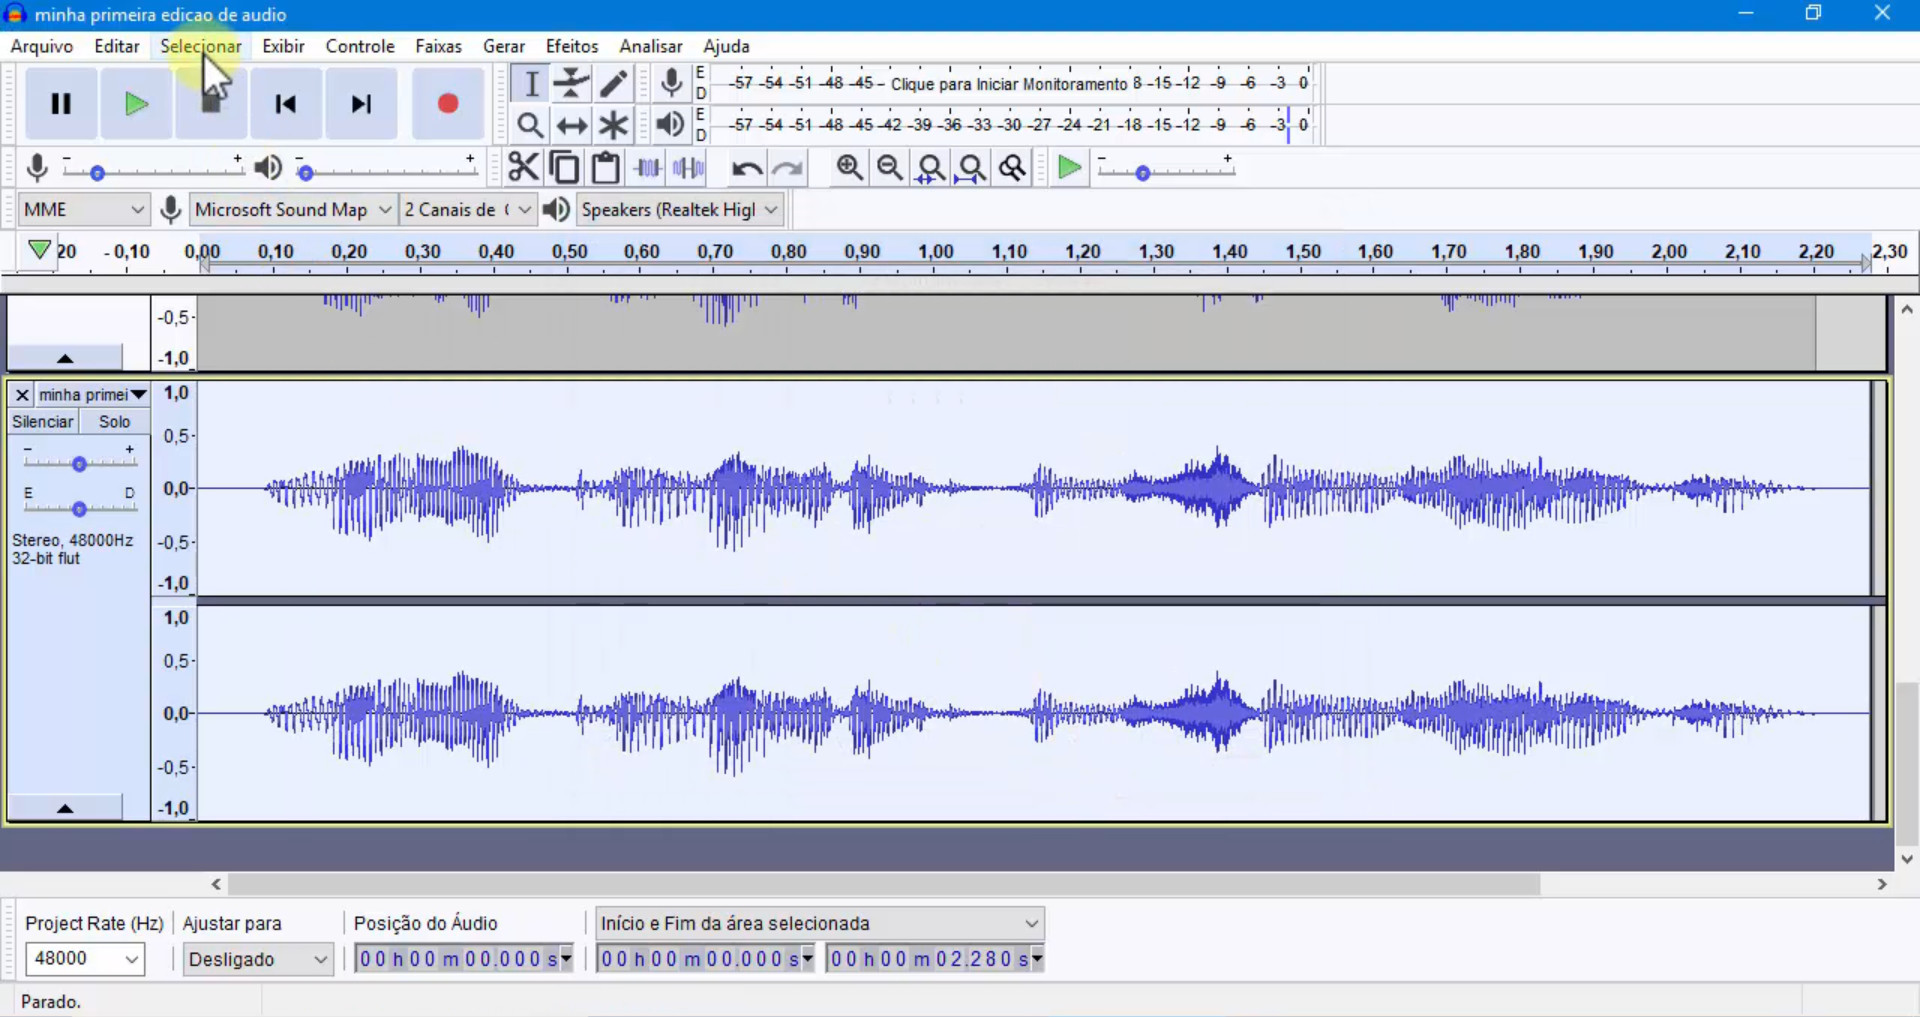 minha primeira edicao de audio
Arquivo Editar Selecionar Exibir Controle Faixas Gerar Efeitos Analisar Ajuda
E D -57 -54 -51 -48 -45 - Clique para Iniciar Monitoramento 8 -15 -12 -9 -6 -3 0
E D -57 -54 -51 -48 -45 -42 -39 -36 -33 -30 -27 -24 -21 -18 -15 -12 -9 -6 -3 0
- + - + - +
MME Microsoft Sound Map 2 Canais de ( Speakers (Realtek Higl
20 -0,10 0,00 0,10 0,20 0,30 0,40 0,50 0,60 0,70 0,80 0,90 1,00 1,10 1,20 1,30 1,40 1,50 1,60 1,70 1,80 1,90 2,00 2,10 2,20 2,30
-0,5
-1,0
minha primei 1,0
Silenciar Solo
0,5
- +
0,0
E D
Stereo, 48000Hz
-0,5
32-bit flut
-1,0
1,0
0,5
0,0
-0,5
-1,0
Project Rate (Hz) Ajustar para Posição do Áudio Início e Fim da área selecionada
48000 Desligado 00 h 00 m 00.000 s 00 h 00 m 00.000 s 00 h 00 m 02.280 s
Parado.